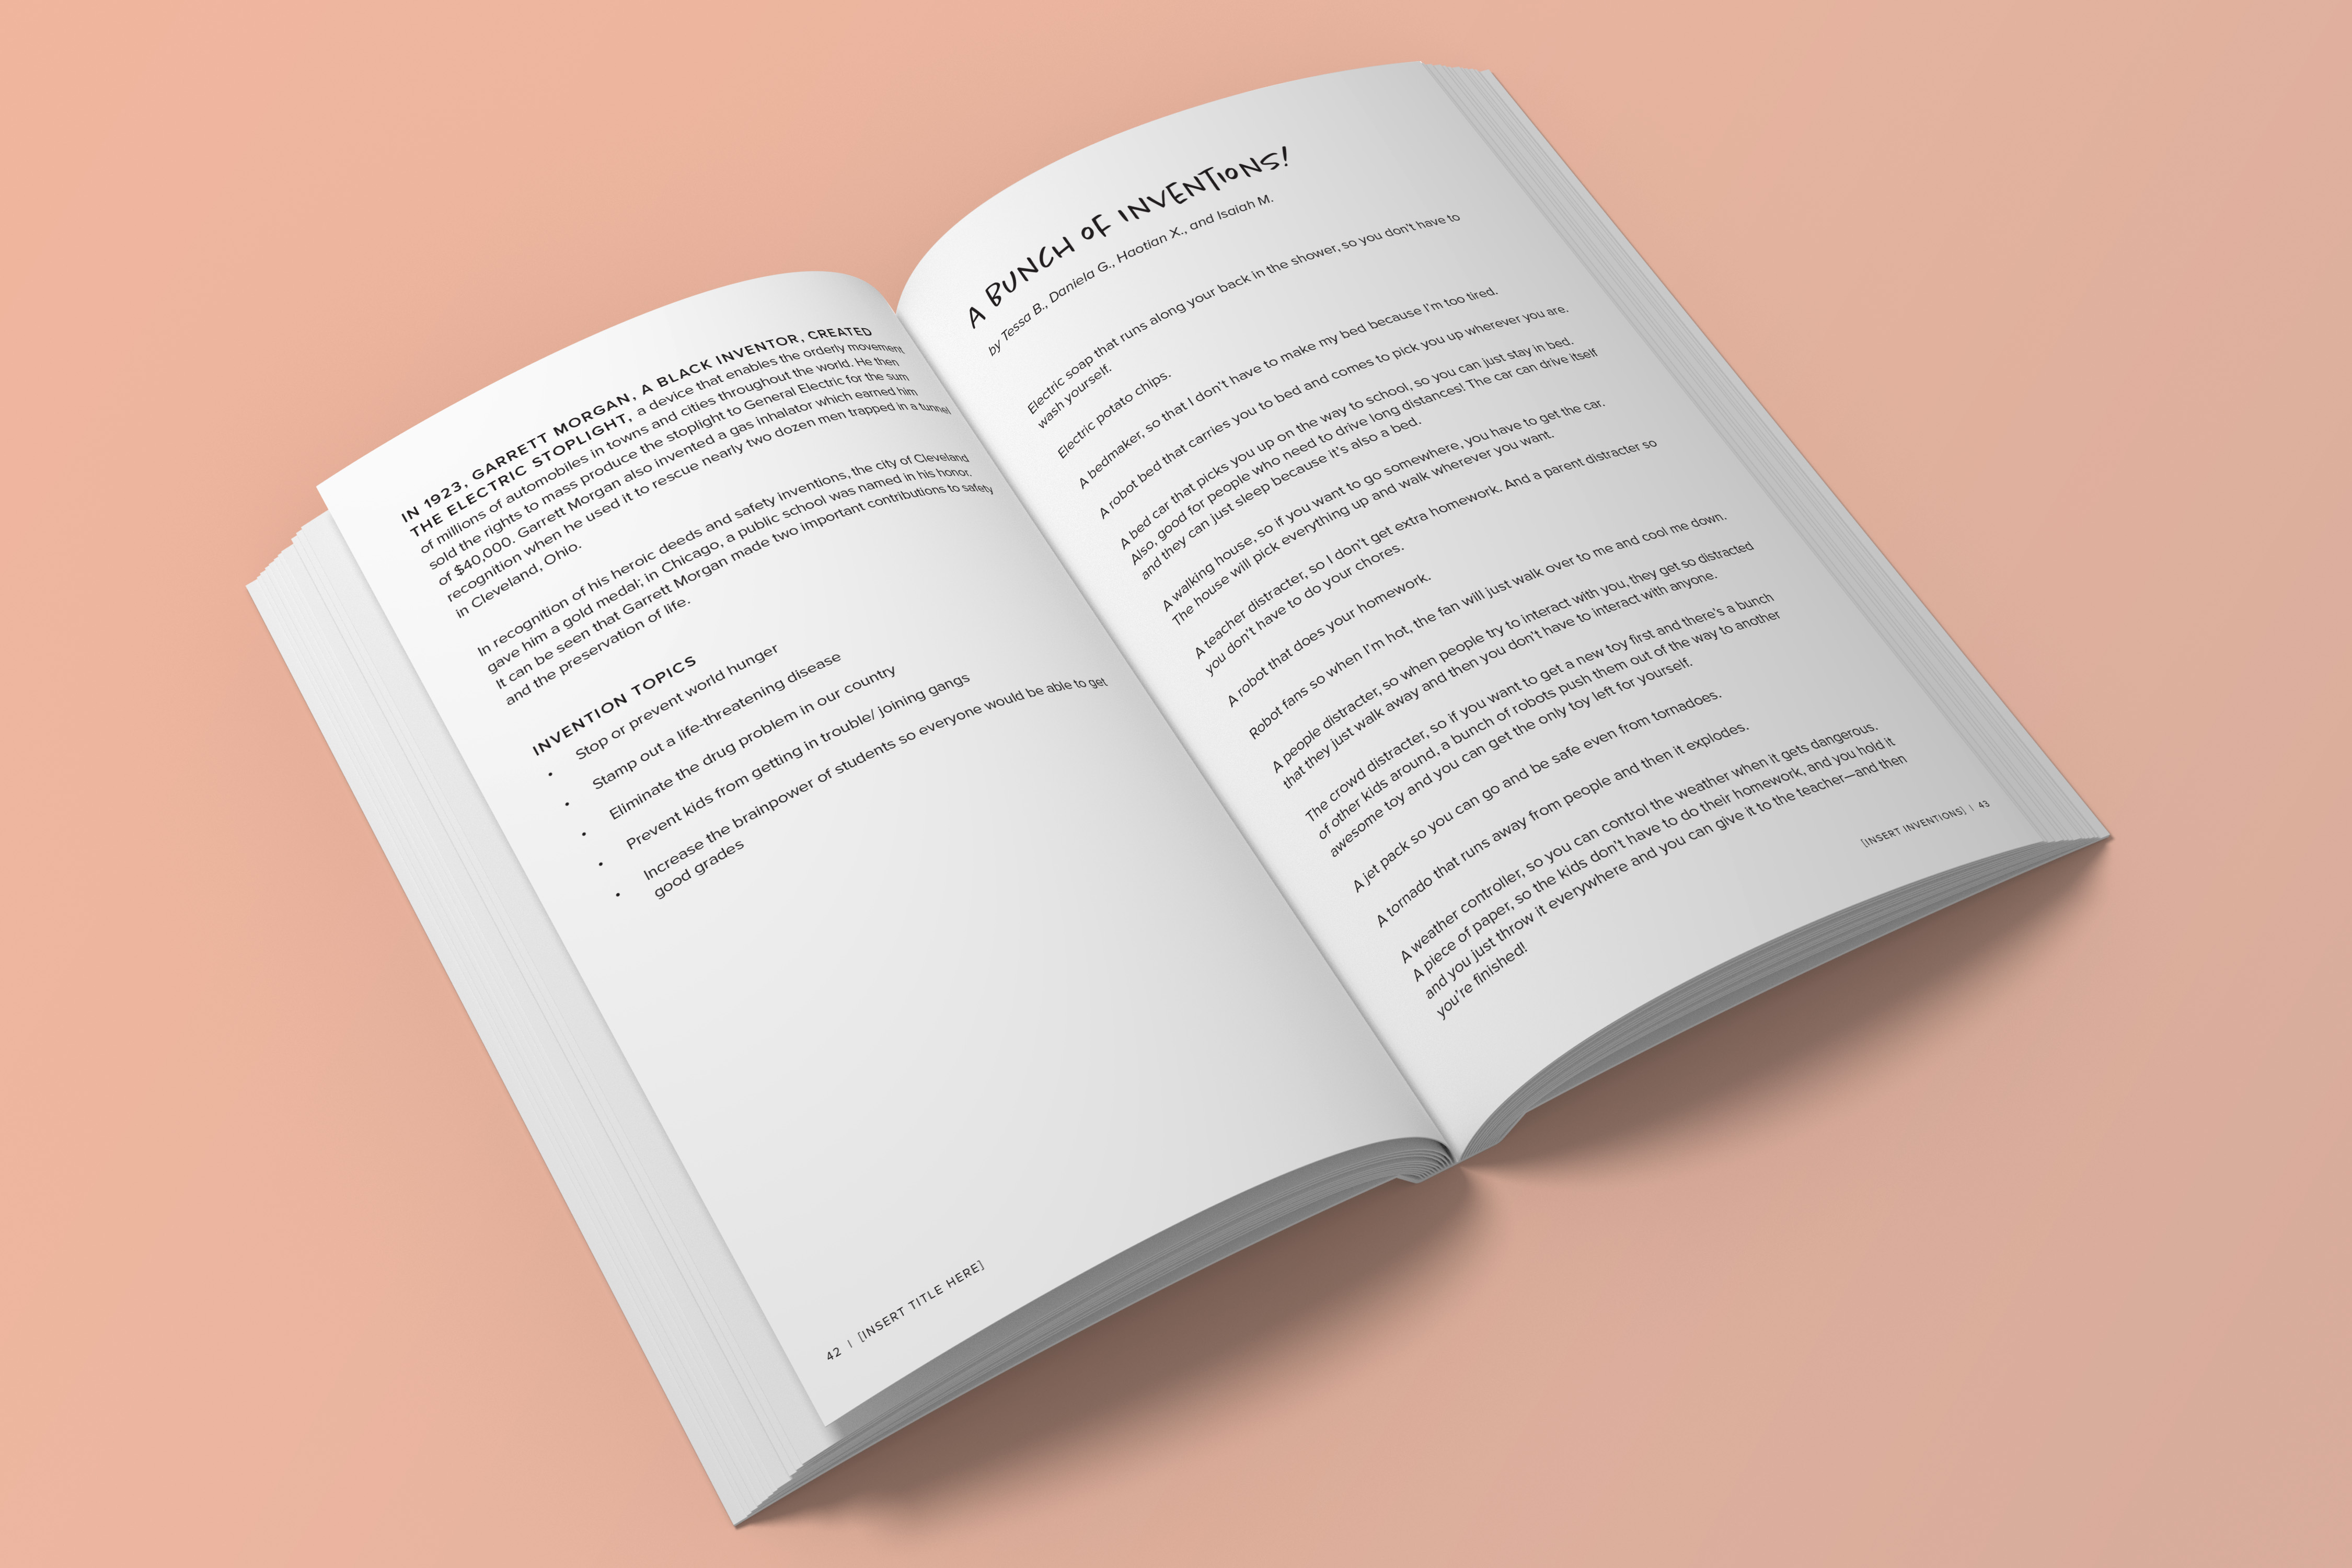 IN 1923, GARRETT MORGAN, A BLACK INVENTOR, CREATED
THE ELECTRIC STOPLIGHT, a device that enables the orderly movement
of millions of automobiles in towns and cities throughout the world. He then
sold the rights to mass produce the stoplight to General Electric for the sum
of $40,000. Garrett Morgan also invented a gas inhalator which earned him
recognition when he used it to rescue nearly two dozen men trapped in a tunnel
in Cleveland, Ohio.
In recognition of his heroic deeds and safety inventions, the city of Cleveland
gave him a gold medal; in Chicago, a public school was named in his honor.
It can be seen that Garrett Morgan made two important contributions to safety
and the preservation of life.
INVENTION TOPICS
• Stop or prevent world hunger
• Stamp out a life-threatening disease
• Eliminate the drug problem in our country
• Prevent kids from getting in trouble/ joining gangs
• Increase the brainpower of students so everyone would be able to get
good grades
42 | [INSERT TITLE HERE]
A BUNCH OF INVENTIONS!
by Tessa B., Daniela G., Haotian X., and Isaiah M.
Electric soap that runs along your back in the shower, so you don't have to
wash yourself.
Electric potato chips.
A bedmaker, so that I don't have to make my bed because I'm too tired.
A robot bed that carries you to bed and comes to pick you up wherever you are.
A bed car that picks you up on the way to school, so you can just stay in bed.
Also, good for people who need to drive long distances! The car can drive itself
and they can just sleep because it's also a bed.
A walking house, so if you want to go somewhere, you have to get the car.
The house will pick everything up and walk wherever you want.
A teacher distracter, so I don't get extra homework. And a parent distracter so
you don't have to do your chores.
A robot that does your homework.
Robot fans so when I'm hot, the fan will just walk over to me and cool me down.
A people distracter, so when people try to interact with you, they get so distracted
that they just walk away and then you don't have to interact with anyone.
The crowd distracter, so if you want to get a new toy first and there's a bunch
of other kids around, a bunch of robots push them out of the way to another
awesome toy and you can get the only toy left for yourself.
A jet pack so you can go and be safe even from tornadoes.
A tornado that runs away from people and then it explodes.
A weather controller, so you can control the weather when it gets dangerous.
A piece of paper, so the kids don't have to do their homework, and you hold it
and you just throw it everywhere and you can give it to the teacher—and then
you're finished!
[INSERT INVENTIONS] | 43